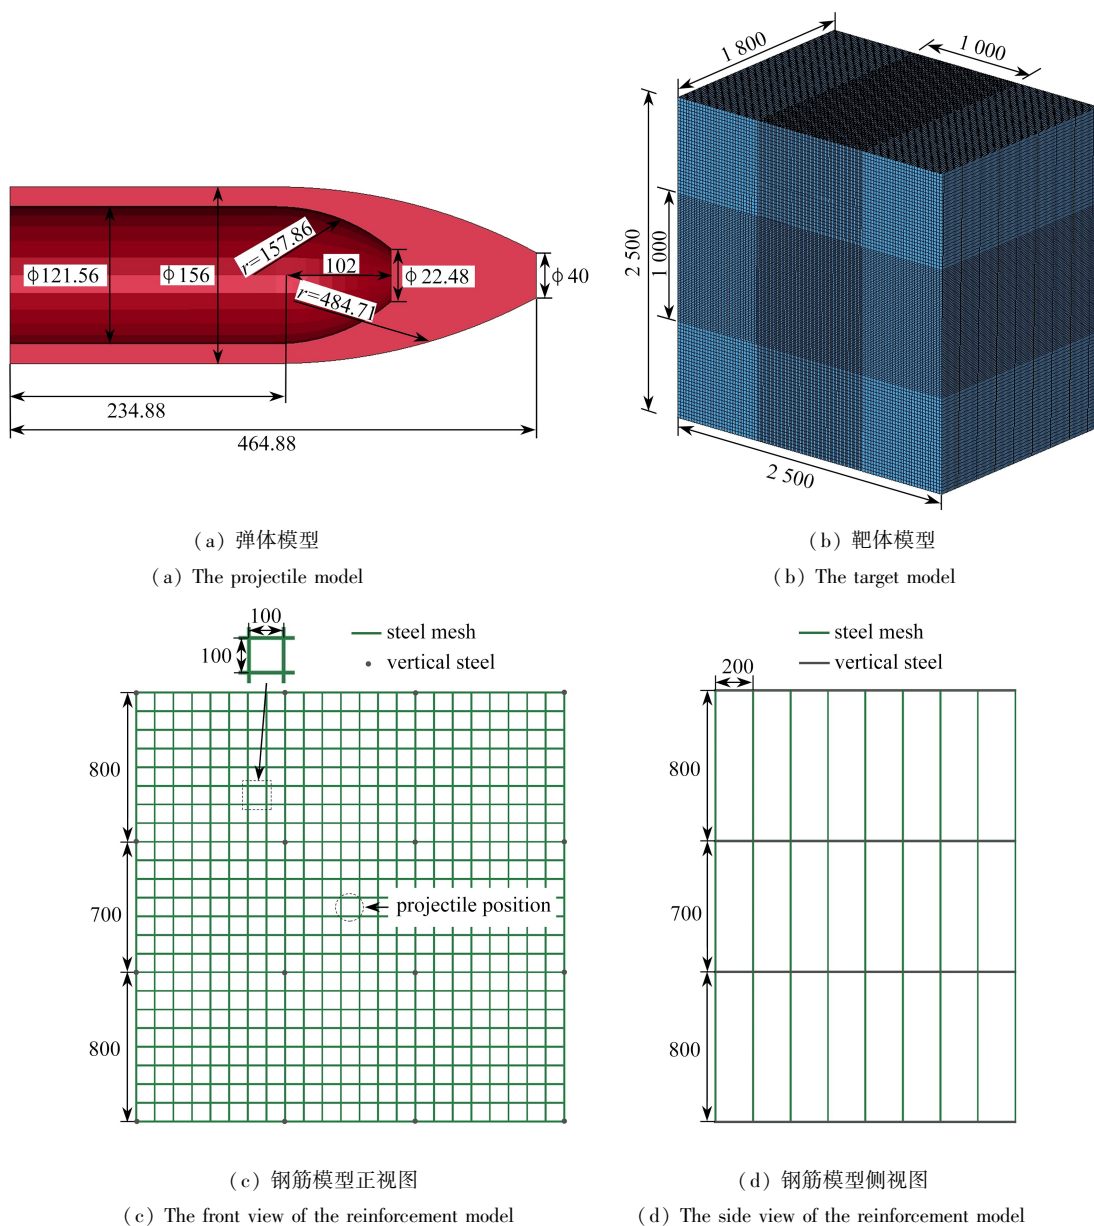 1 800
1 000
2 500
1 000
2 500
r=157.86
102
ϕ121.56
ϕ156
ϕ22.48
ϕ40
r=484.71
234.88
464.88
(a) 弹体模型
(a) The projectile model
(b) 靶体模型
(b) The target model
100
100
steel mesh
vertical steel
800
700
800
projectile position
steel mesh
vertical steel
200
800
700
800
(c) 钢筋模型正视图
(c) The front view of the reinforcement model
(d) 钢筋模型侧视图
(d) The side view of the reinforcement model